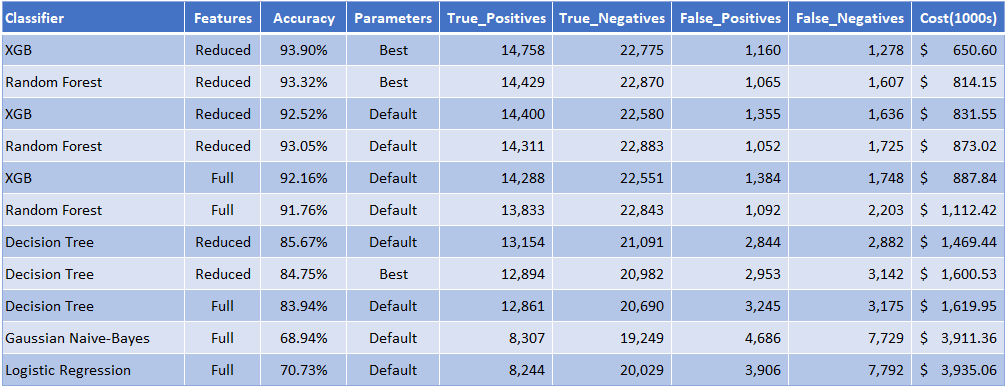 Classifier Features Accuracy Parameters True_Positives True_Negatives False_Positives False_Negatives Cost(1000s)
XGB Reduced 93.90% Best 14,758 22,775 1,160 1,278 $ 650.60
Random Forest Reduced 93.32% Best 14,429 22,870 1,065 1,607 $ 814.15
XGB Reduced 92.52% Default 14,400 22,580 1,355 1,636 $ 831.55
Random Forest Reduced 93.05% Default 14,311 22,883 1,052 1,725 $ 873.02
XGB Full 92.16% Default 14,288 22,551 1,384 1,748 $ 887.84
Random Forest Full 91.76% Default 13,833 22,843 1,092 2,203 $ 1,112.42
Decision Tree Reduced 85.67% Default 13,154 21,091 2,844 2,882 $ 1,469.44
Decision Tree Reduced 84.75% Best 12,894 20,982 2,953 3,142 $ 1,600.53
Decision Tree Full 83.94% Default 12,861 20,690 3,245 3,175 $ 1,619.95
Gaussian Naive-Bayes Full 68.94% Default 8,307 19,249 4,686 7,729 $ 3,911.36
Logistic Regression Full 70.73% Default 8,244 20,029 3,906 7,792 $ 3,935.06